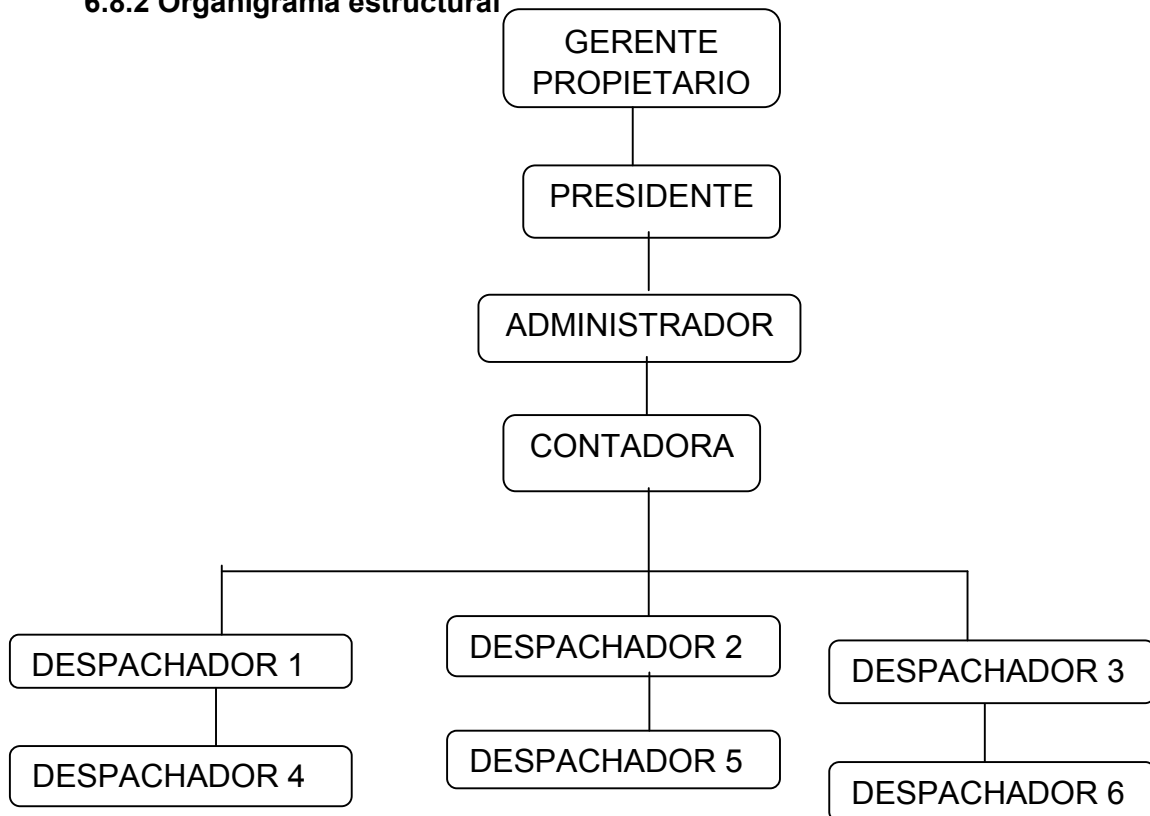 6.8.2 Organigrama estructural
GERENTE
PROPIETARIO
PRESIDENTE
ADMINISTRADOR
CONTADORA
DESPACHADOR 1
DESPACHADOR 2
DESPACHADOR 3
DESPACHADOR 4
DESPACHADOR 5
DESPACHADOR 6